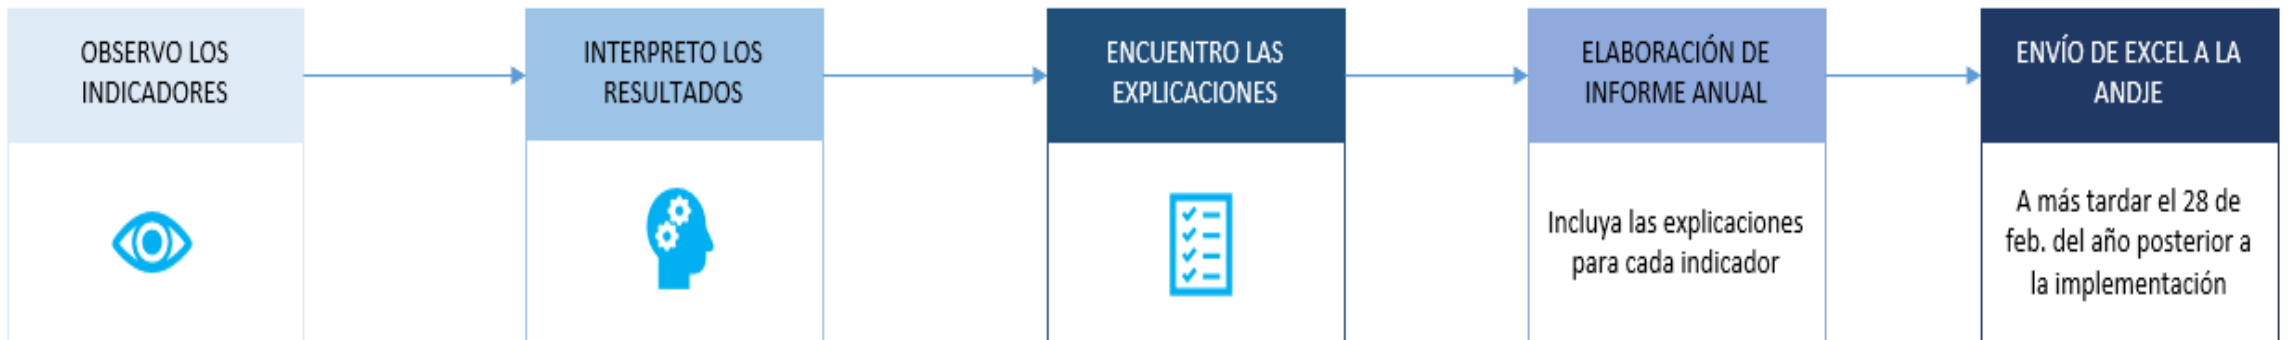 OBSERVO LOS
INDICADORES
INTERPRETO LOS
RESULTADOS
ENCUENTRO LAS
EXPLICACIONES
ELABORACIÓN DE
INFORME ANUAL
Incluya las explicaciones
para cada indicador
ENVÍO DE EXCEL A LA
ANDJE
A más tardar el 28 de
feb. del año posterior a
la implementación